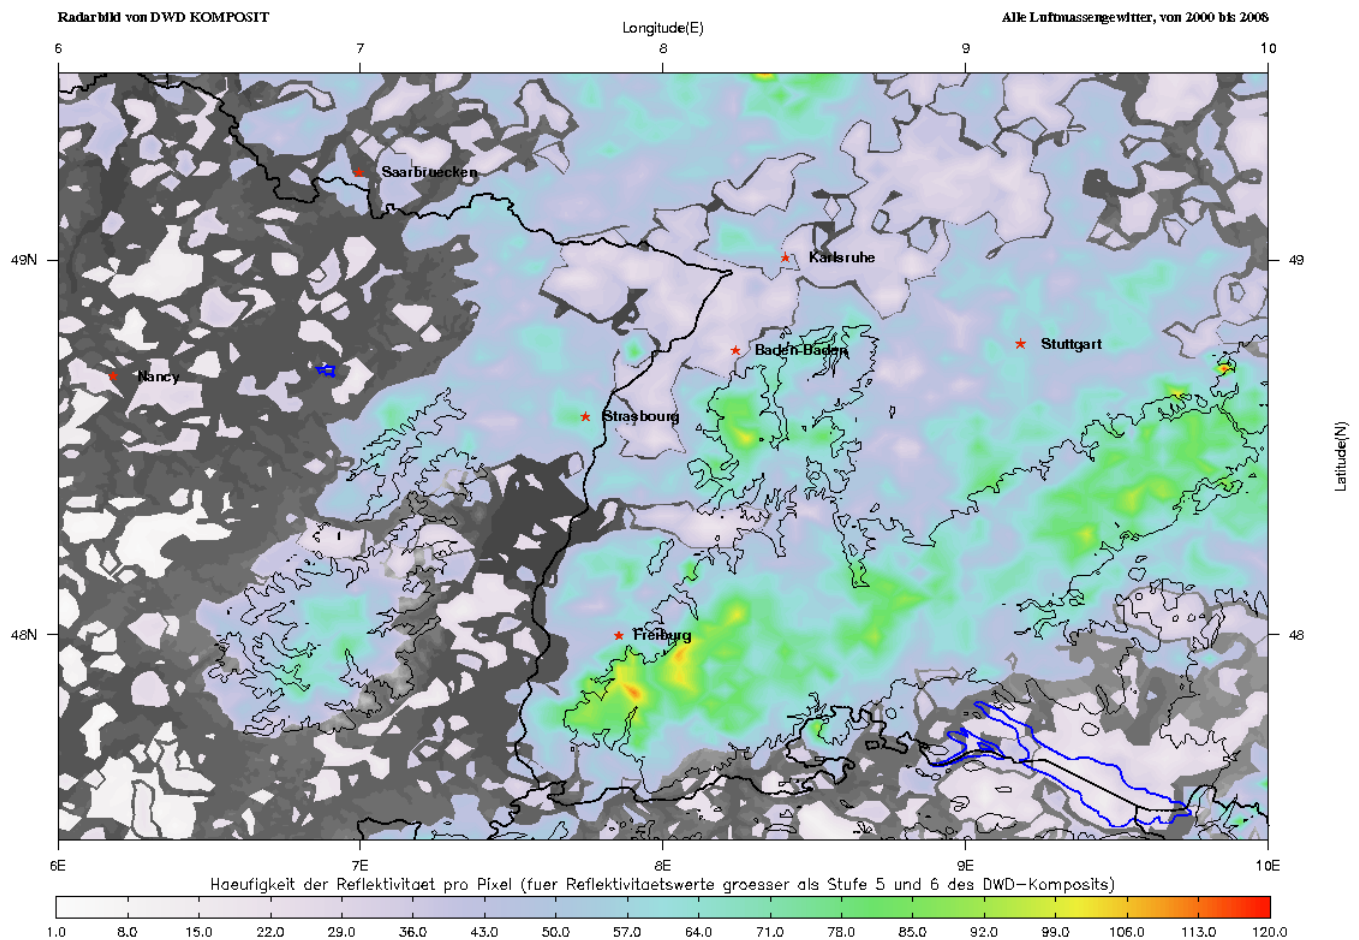 Radarbild von DWD KOMPOSIT
Alle Luftmassengewitter, von 2000 bis 2008
Longitude(E)
6 7 8 9 10
Saarbruecken
49N
Karlsruhe
49
Stuttgart
Baden-Baden
Nancy
Strasbourg
Latitude(N)
48N
Freiburg
48
6E 7E 8E 9E 10E
Haeufigkeit der Reflektivitaet pro Pixel (fuer Reflektivitaetswerte groesser als Stufe 5 und 6 des DWD-Komposits)
1.0 8.0 15.0 22.0 29.0 36.0 43.0 50.0 57.0 64.0 71.0 78.0 85.0 92.0 99.0 106.0 113.0 120.0